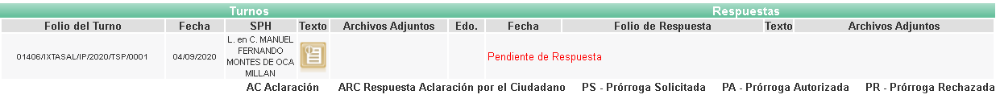 Turnos Respuestas
Folio del Turno Fecha SPH Texto Archivos Adjuntos Edo. Fecha Folio de Respuesta Texto Archivos Adjuntos
L. en C. MANUEL
FERNANDO
01406/IXTASAL/IP/2020/TSP/0001 04/09/2020 MONTES DE OCA Pendiente de Respuesta
MILLAN
AC Aclaración ARC Respuesta Aclaración por el Ciudadano PS - Prórroga Solicitada PA - Prórroga Autorizada PR - Prórroga Rechazada